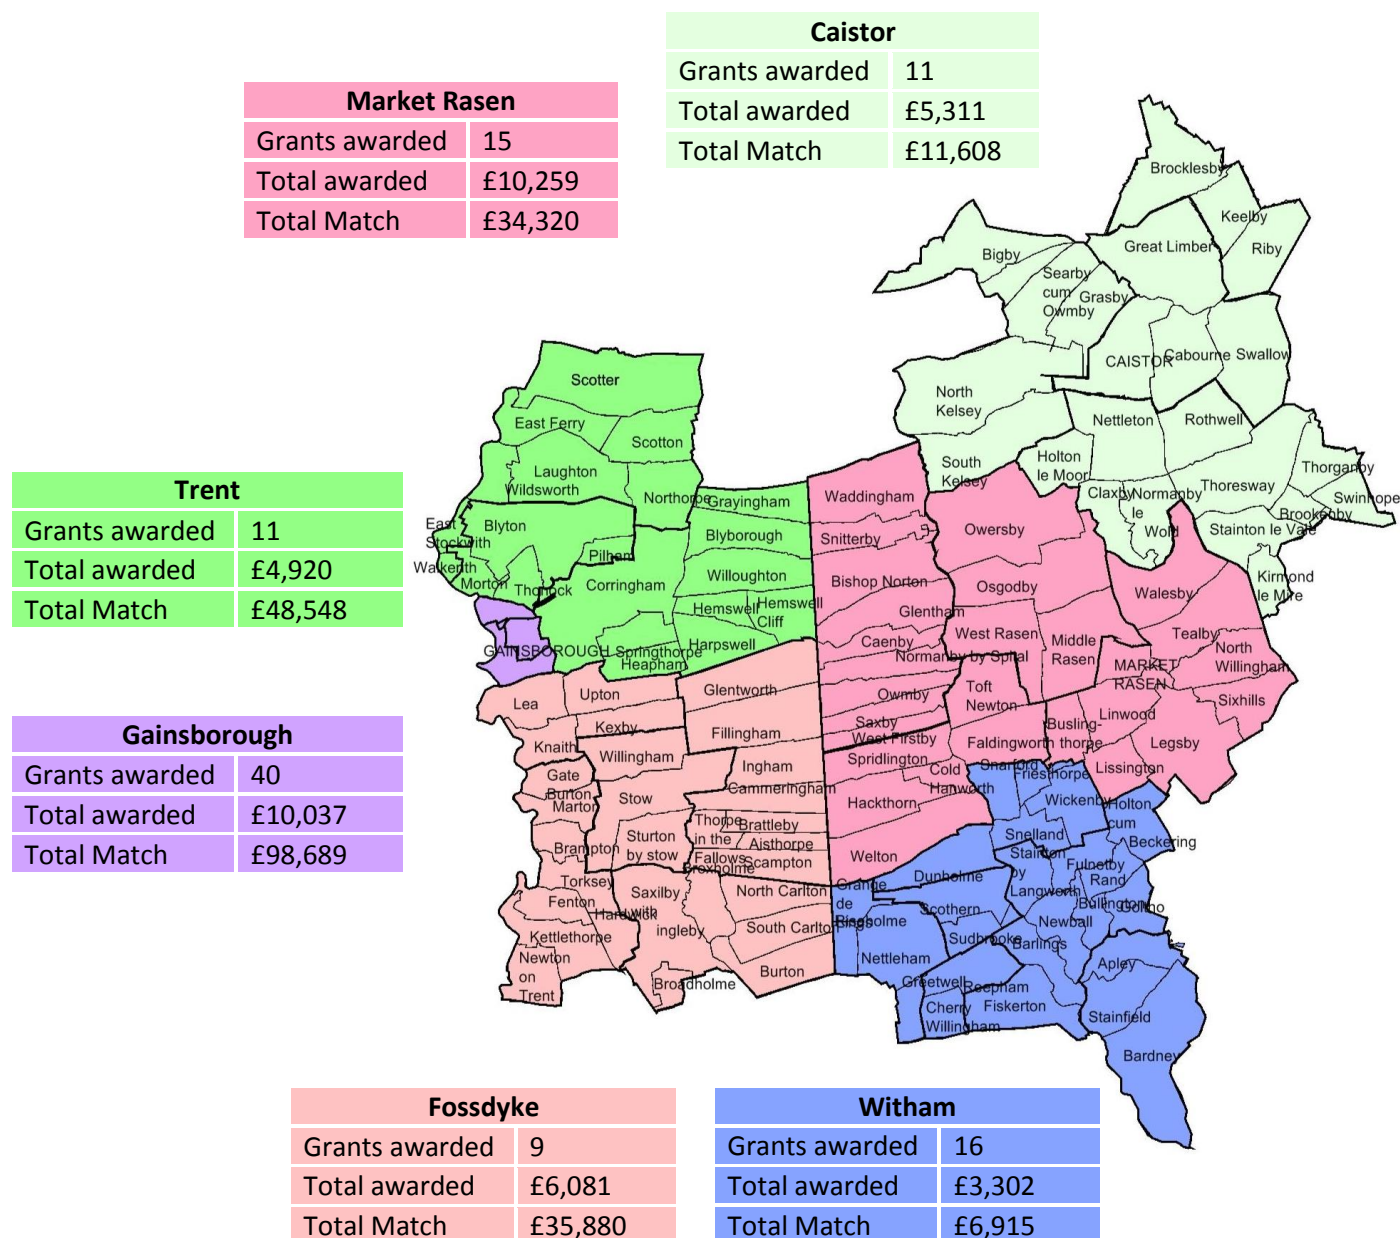 Caistor
Grants awarded 11
Total awarded £5,311
Total Match £11,608
Market Rasen
Grants awarded 15
Total awarded £10,259
Total Match £34,320
Trent
Grants awarded 11
Total awarded £4,920
Total Match £48,548
Gainsborough
Grants awarded 40
Total awarded £10,037
Total Match £98,689
Fossdyke
Grants awarded 9
Total awarded £6,081
Total Match £35,880
Witham
Grants awarded 16
Total awarded £3,302
Total Match £6,915
Brocklesby
Keelby
Riby
Great Limber
Bigby
Searby
cum
Owmby
Grasby
CAISTOR
Cabourne
Swallow
North
Kelsey
South
Kelsey
Holton
le Moor
Nettleton
Rothwell
Claxby
Normanby
le
Wold
Thoresway
Thorganby
Swinhope
Brookenby
Stainton le Vale
Kirmond
le Mire
Scotter
East Ferry
Scotton
Laughton
Wildsworth
Northorpe
Grayingham
East
Stockwith
Blyton
Blyborough
Walkerith
Pilham
Morton
Thonock
Corringham
Willoughton
Hemswell
Hemswell
Cliff
Harpswell
Springthorpe
Heapham
GAINSBOROUGH
Waddingham
Snitterby
Owersby
Bishop Norton
Osgodby
Glentham
Caenby
West Rasen
Middle
Rasen
Normanby by Spital
Walesby
Tealby
North
Willingham
MARKET
RASEN
Sixhills
Owmby
Toft
Newton
Saxby
West Firsby
Busling-
thorpe
Linwood
Legsby
Faldingworth
Lissington
Spridlington
Cold
Hanworth
Hackthorn
Welton
Lea
Upton
Kexby
Glentworth
Fillingham
Knaith
Willingham
Gate
Burton
Marton
Stow
Ingham
Cammeringham
Sturton
by stow
Thorpe
in the
Fallows
Brattleby
Aisthorpe
Scampton
Broxholme
Brampton
Torksey
Fenton
Hardwick
Saxilby
with
ingleby
North Carlton
South Carlton
Kettlethorpe
Newton
on
Trent
Broadholme
Burton
Snarford
Friesthorpe
Wickenby
Holton
cum
Beckering
Snelland
Stainton
by
Langworth
Fulnetby
Rand
Bullington
Goltho
Dunholme
Grange
de
Lings
Riseholme
Scothern
Newball
Sudbrooke
Barlings
Nettleham
Apley
Greetwell
Reepham
Cherry
Willingham
Fiskerton
Stainfield
Bardney